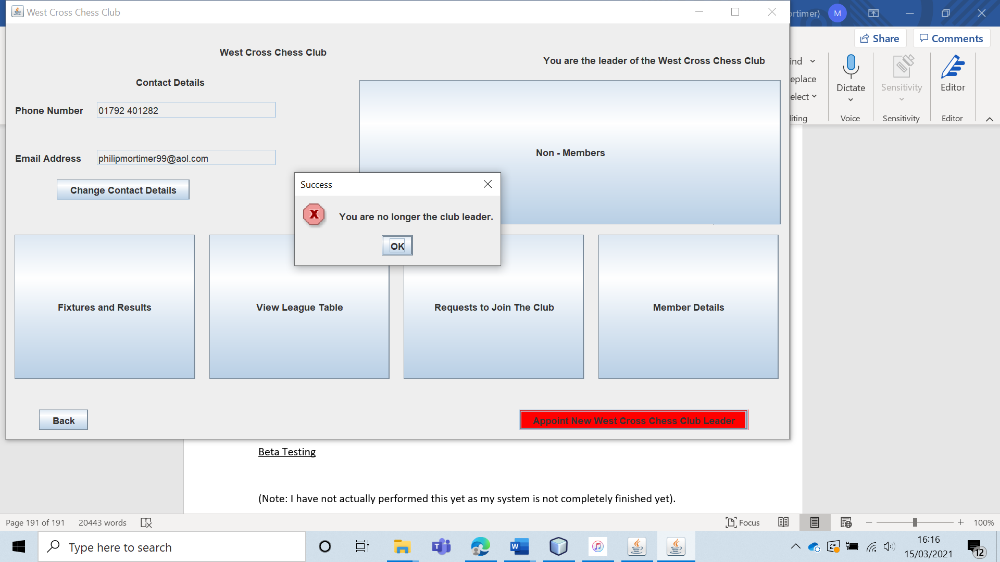 West Cross Chess Club
ortimer)
M
Share
Comments
West Cross Chess Club
You are the leader of the West Cross Chess Club
ind
eplace
elect
Dictate
Sensitivity
Editor
iting
Voice
Sensitivity
Editor
Contact Details
Phone Number
01792 401282
Email Address
philipmortimer99@aol.com
Change Contact Details
Non - Members
Success
X
You are no longer the club leader.
OK
Fixtures and Results
View League Table
Requests to Join The Club
Member Details
Back
Appoint New West Cross Chess Club Leader
Beta Testing
(Note: I have not actually performed this yet as my system is not completely finished yet).
Page 191 of 191
20443 words
Focus
100%
Type here to search
T
W
16:16
15/03/2021
12